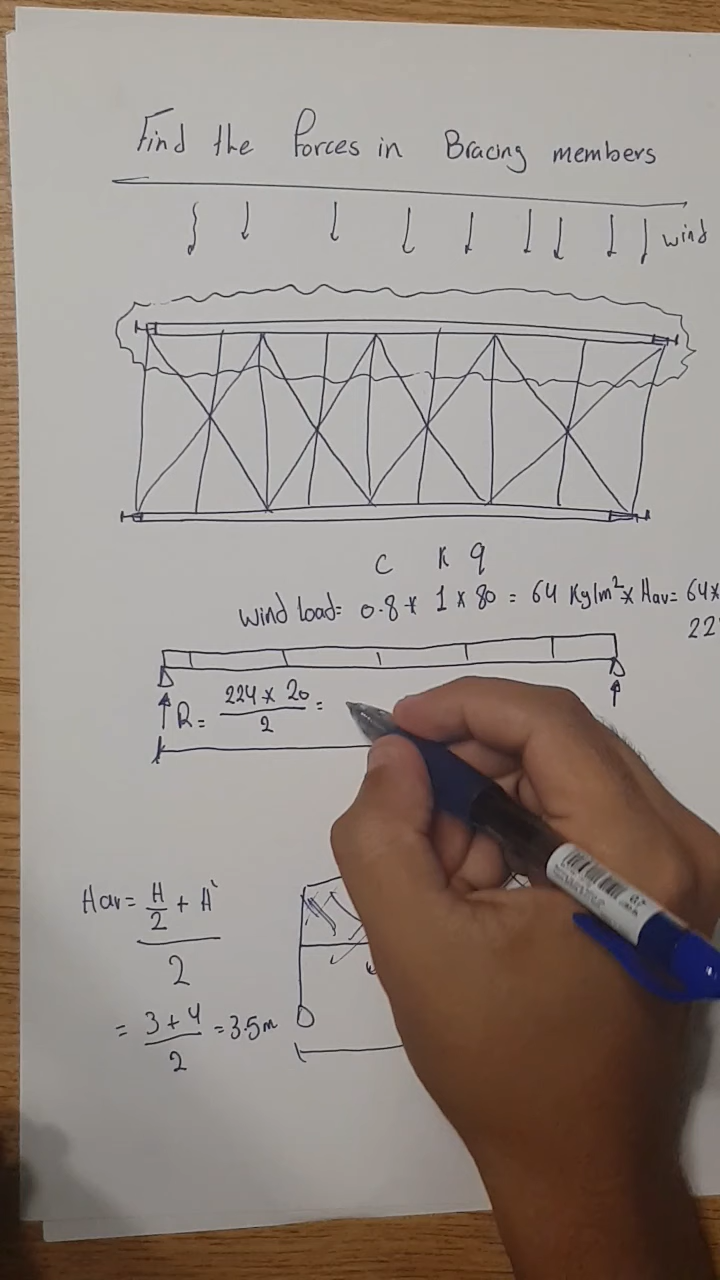 Find the forces in Bracing members
wind
C K q
wind load = 0.8 * 1 * 80 = 64 Kg/m² * Hav = 64*
22
R = 224 * 20 / 2 =
Hav = H/2 + H` / 2
= 3 + 4 / 2 = 3.5m